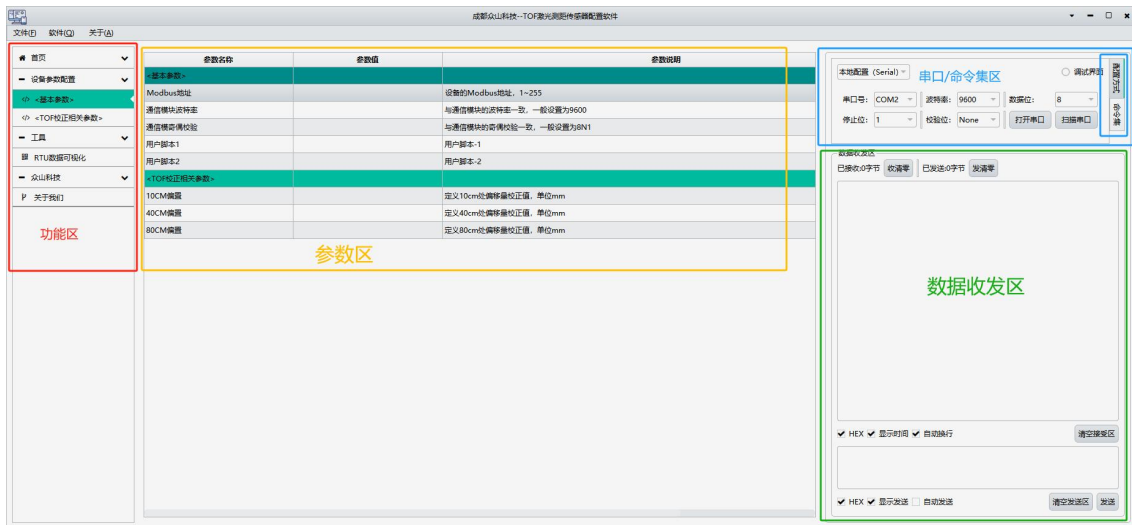 成都众山科技--TOF激光测距传感器配置软件
文件(F) 软件(Q) 关于(A)
首页
设备参数配置
</> <基本参数>
</> <TOF校正相关参数>
工具
RTU数据可视化
众山科技
关于我们
功能区
参数名称 参数值 参数说明
<基本参数>
Modbus地址 设备的Modbus地址，1~255
通信模块波特率 与通信模块的波特率一致，一般设置为9600
通信模奇偶校验 与通信模块的奇偶校验一致，一般设置为8N1
用户脚本1 用户脚本-1
用户脚本2 用户脚本-2
<TOF校正相关参数>
10CM偏置 定义10cm处偏移量校正值，单位mm
40CM偏置 定义40cm处偏移量校正值，单位mm
80CM偏置 定义80cm处偏移量校正值，单位mm
参数区
本地配置 (Serial) 串口/命令集区 调试界面
串口号: COM2 波特率: 9600 数据位: 8
停止位: 1 校验位: None 打开串口 扫描串口
配置方式
命令集
数据收发区
已接收:0字节 收清零 已发送:0字节 发清零
数据收发区
HEX 显示时间 自动换行 清空接受区
HEX 显示发送 自动发送 清空发送区 发送